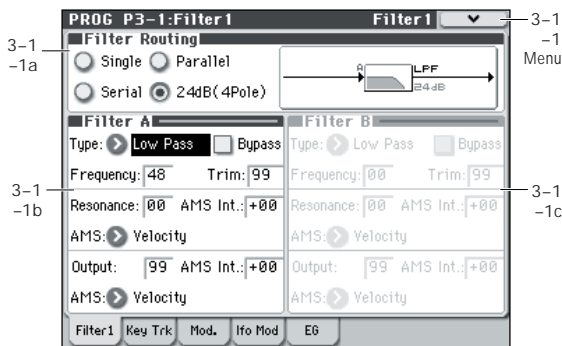 PROG P3-1:Filter1 Filter1
3-1
-1
Menu
Filter Routing
3-1
-1a
Single Parallel
Serial 24dB(4Pole)
A LPF
24dB
Filter A
Type: Low Pass Bypass
Frequency: 48 Trim: 99
3-1
-1b
Resonance: 00 AMS Int.: +00
AMS: Velocity
Output: 99 AMS Int.: +00
AMS: Velocity
Filter B
Type: Low Pass Bypass
Frequency: 00 Trim: 99
3-1
-1c
Resonance: 00 AMS Int.: +00
AMS: Velocity
Output: 99 AMS Int.: +00
AMS: Velocity
Filter1 Key Trk Mod. lfo Mod EG